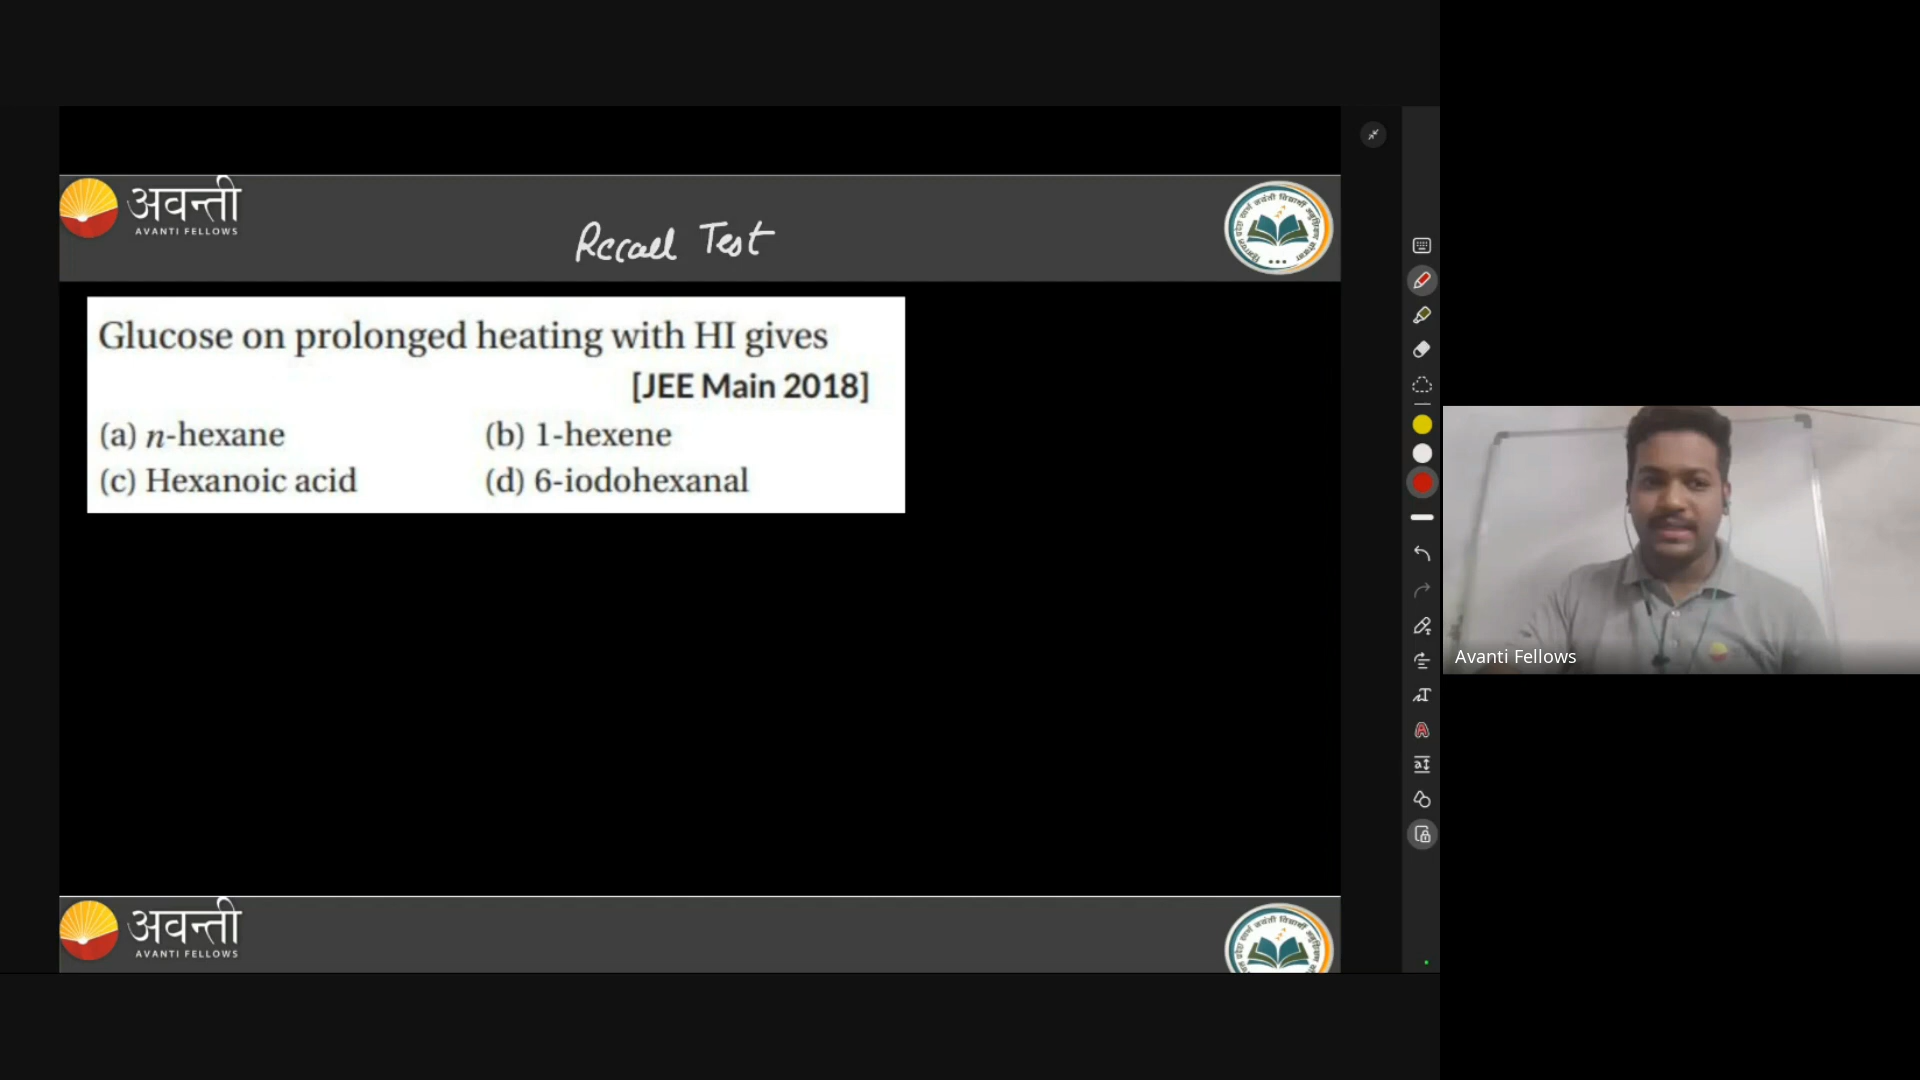 अवन्ती
AVANTI FELLOWS
Recall Test
Glucose on prolonged heating with HI gives
[JEE Main 2018]
(a) n-hexane (b) 1-hexene
(c) Hexanoic acid (d) 6-iodohexanal
Avanti Fellows
अवन्ती
AVANTI FELLOWS